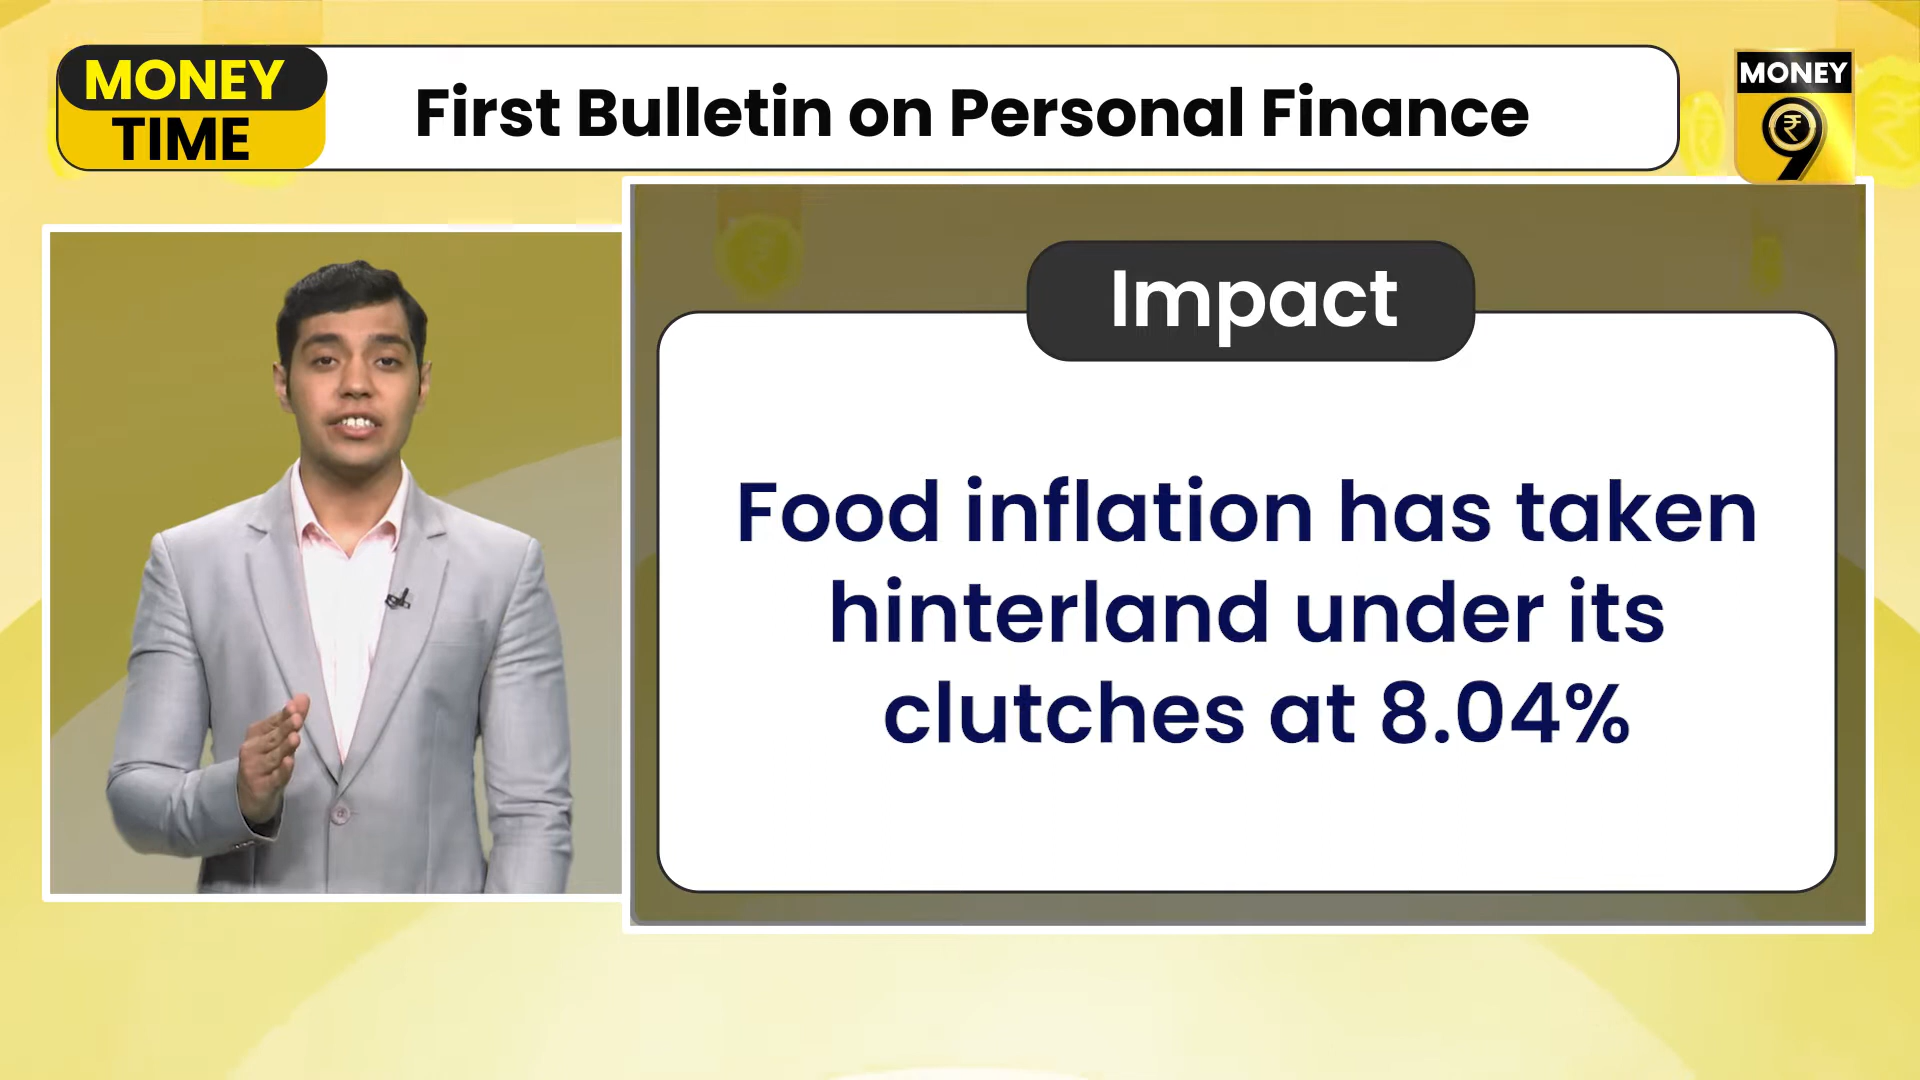 MONEY
TIME
First Bulletin on Personal Finance
MONEY
9
Impact
Food inflation has taken
hinterland under its
clutches at 8.04%